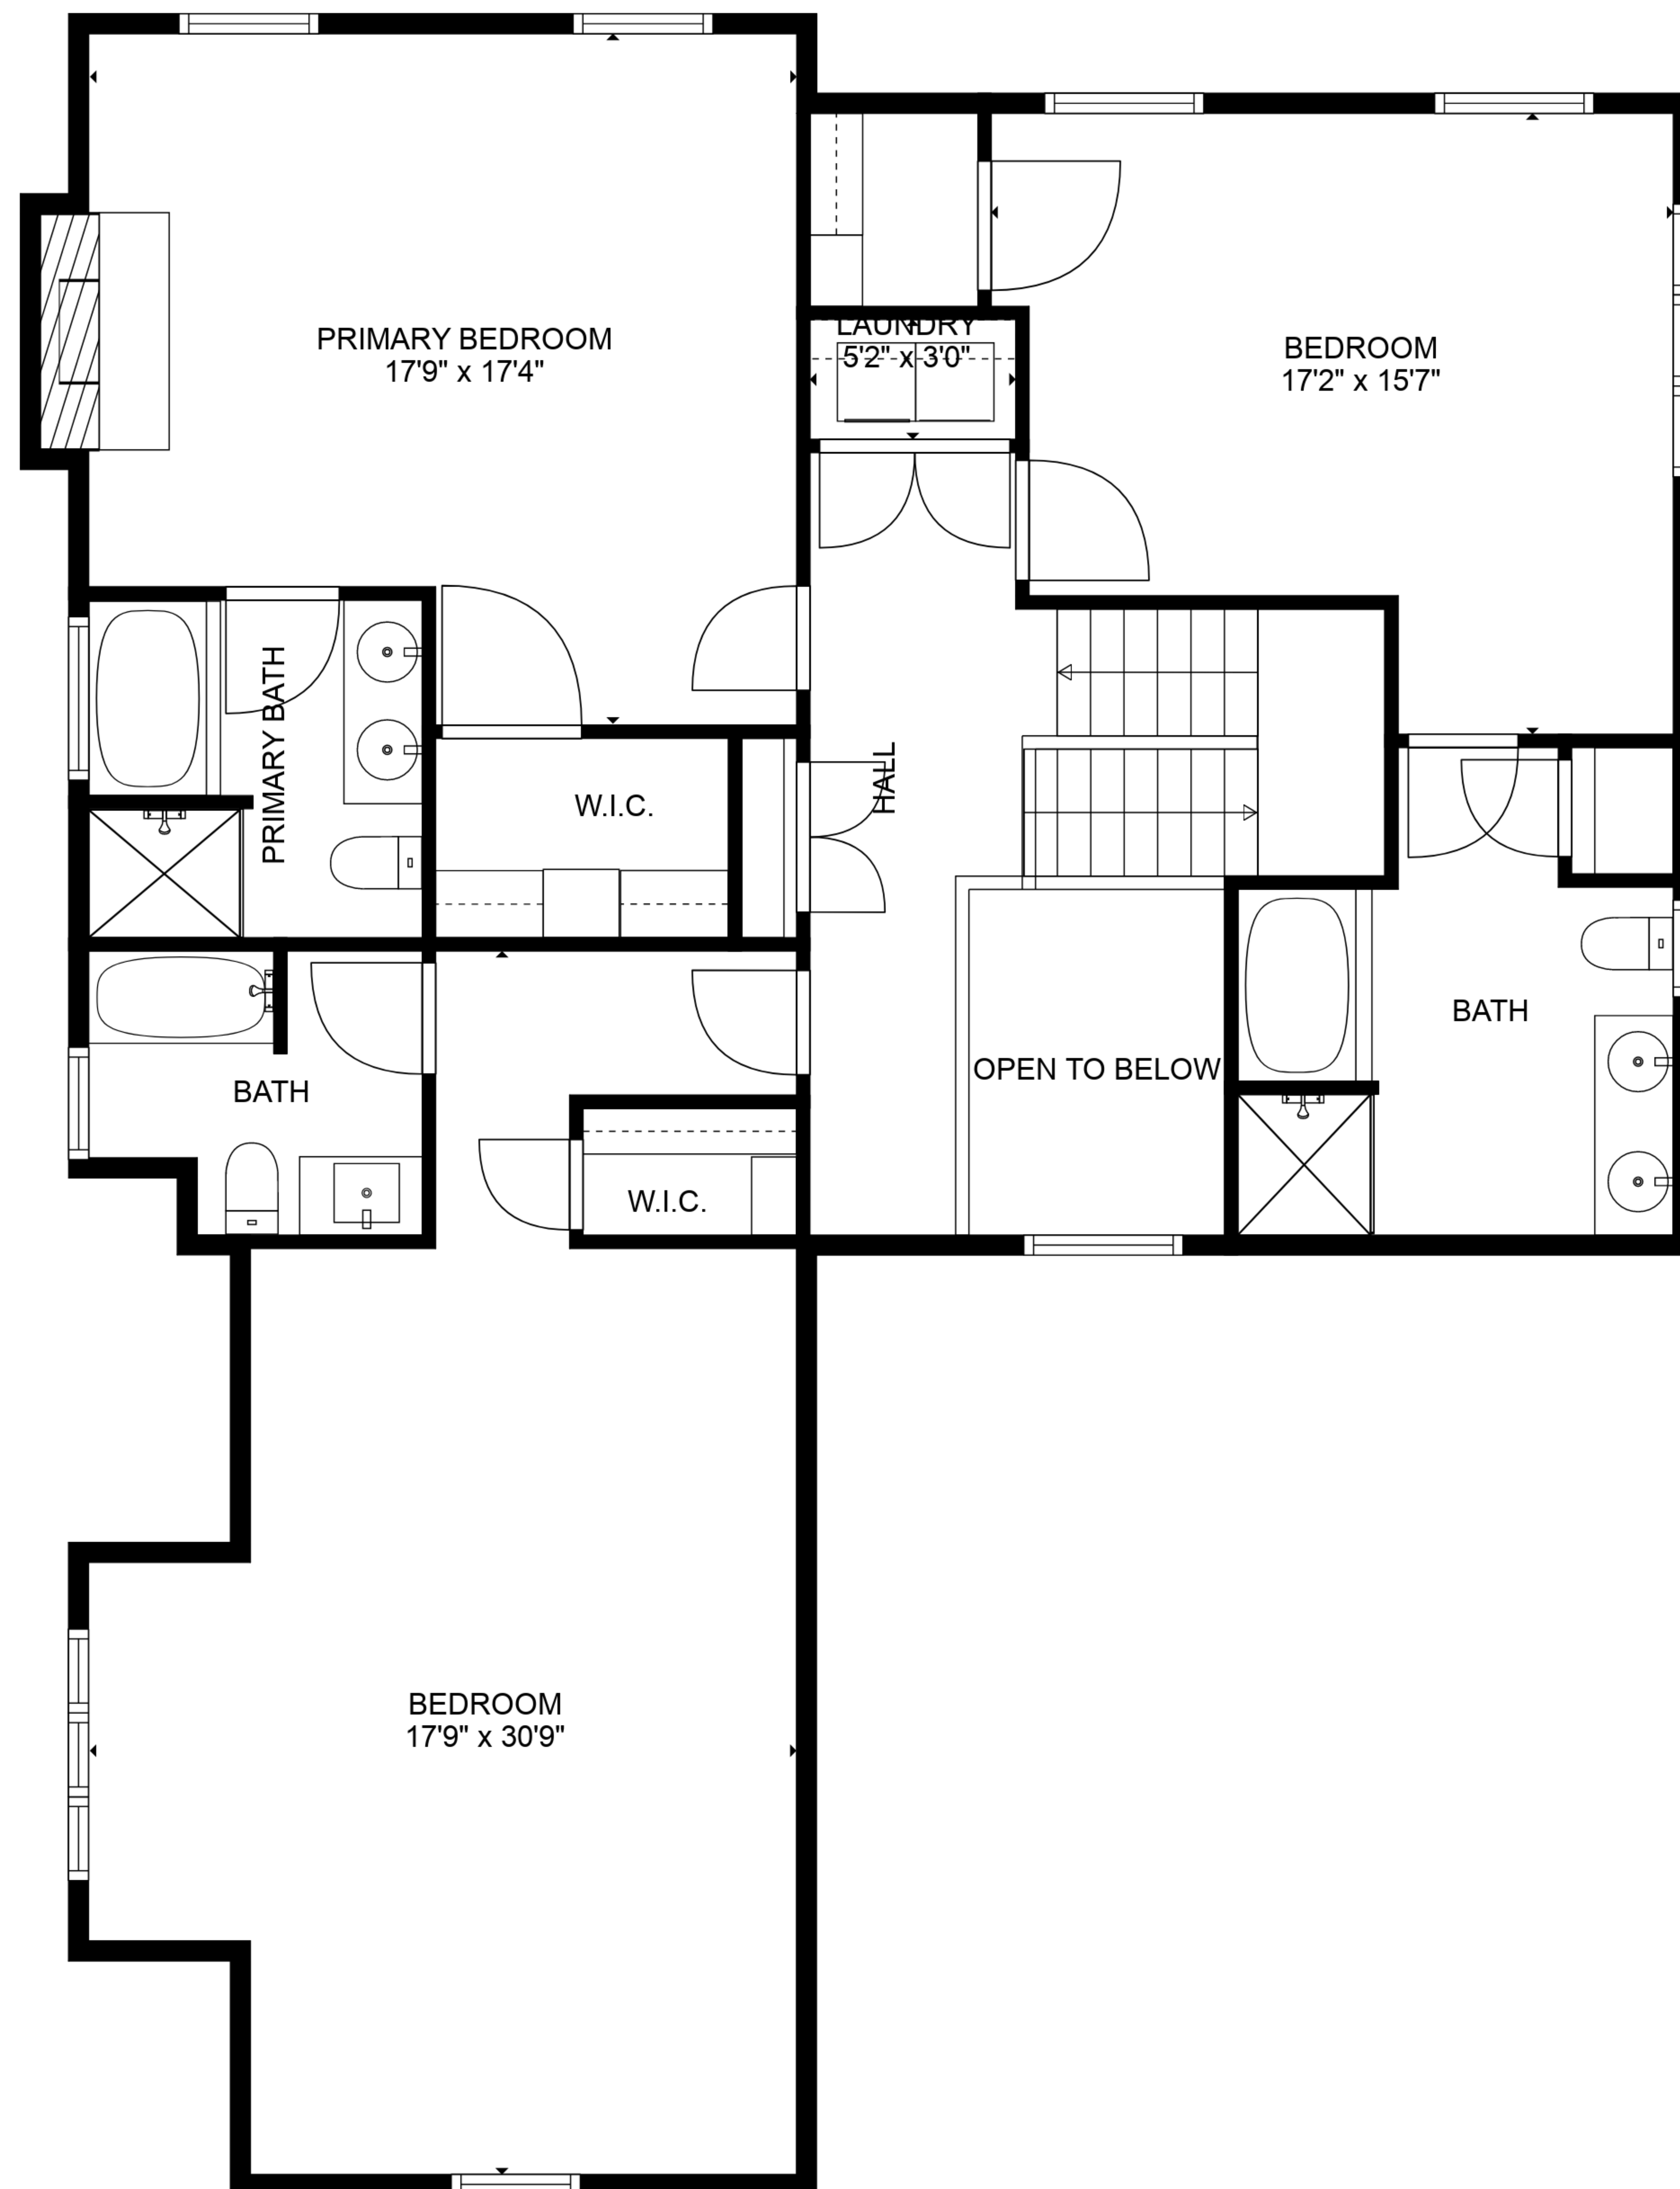 PRIMARY BEDROOM
17'9" x 17'4"
LAUNDRY
5'2" x 3'0"
BEDROOM
17'2" x 15'7"
PRIMARY BATH
W.I.C.
HALL
BATH
OPEN TO BELOW
BATH
W.I.C.
BEDROOM
17'9" x 30'9"